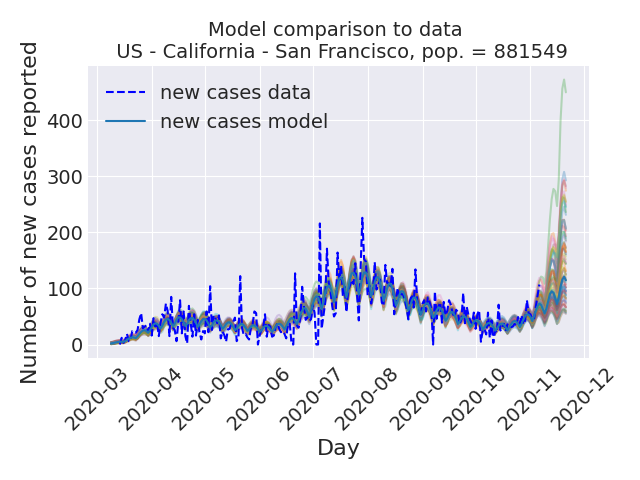 Model comparison to data
US - California - San Francisco, pop. = 881549
Number of new cases reported
new cases data
new cases model
400
300
200
100
0
2020-03
2020-04
2020-05
2020-06
2020-07
2020-08
2020-09
2020-10
2020-11
2020-12
Day